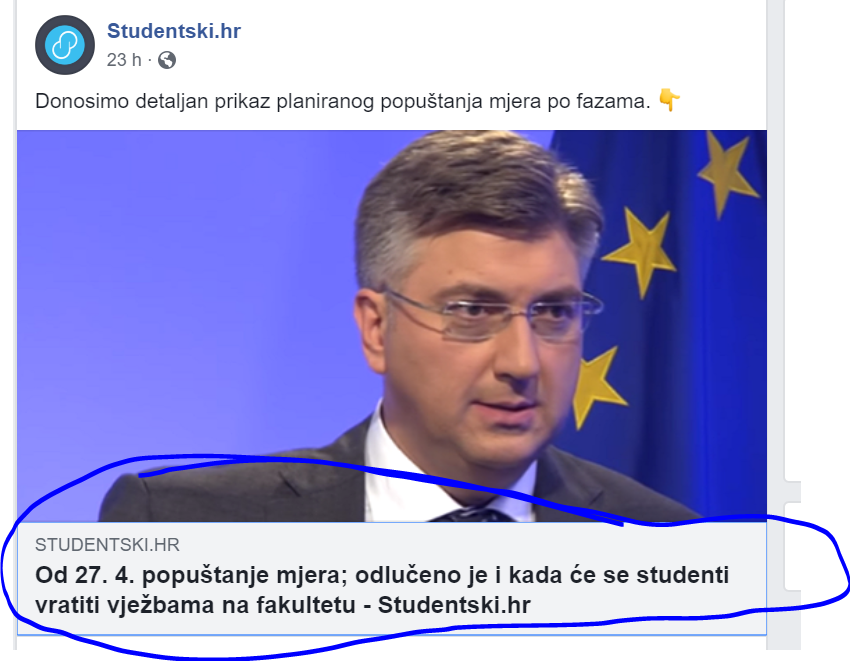 Studentski.hr
23 h ·
Donosimo detaljan prikaz planiranog popuštanja mjera po fazama. 👇
STUDENTSKI.HR
Od 27. 4. popuštanje mjera; odlučeno je i kada će se studenti
vratiti vježbama na fakultetu - Studentski.hr